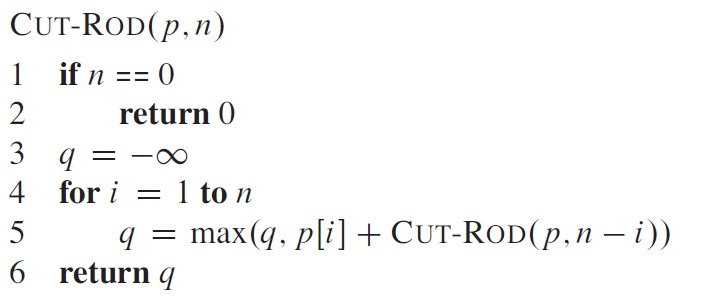 CUT-ROD(p, n)
1 if n == 0
2 return 0
3 q = −∞
4 for i = 1 to n
5 q = max(q, p[i] + CUT-ROD(p, n − i))
6 return q